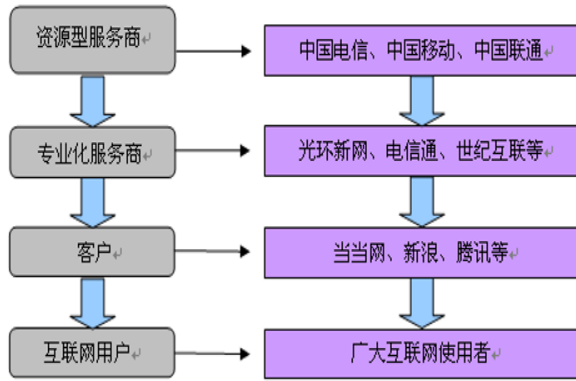 资源型服务商
中国电信、中国移动、中国联通
专业化服务商
光环新网、电信通、世纪互联等
客户
当当网、新浪、腾讯等
互联网用户
广大互联网使用者